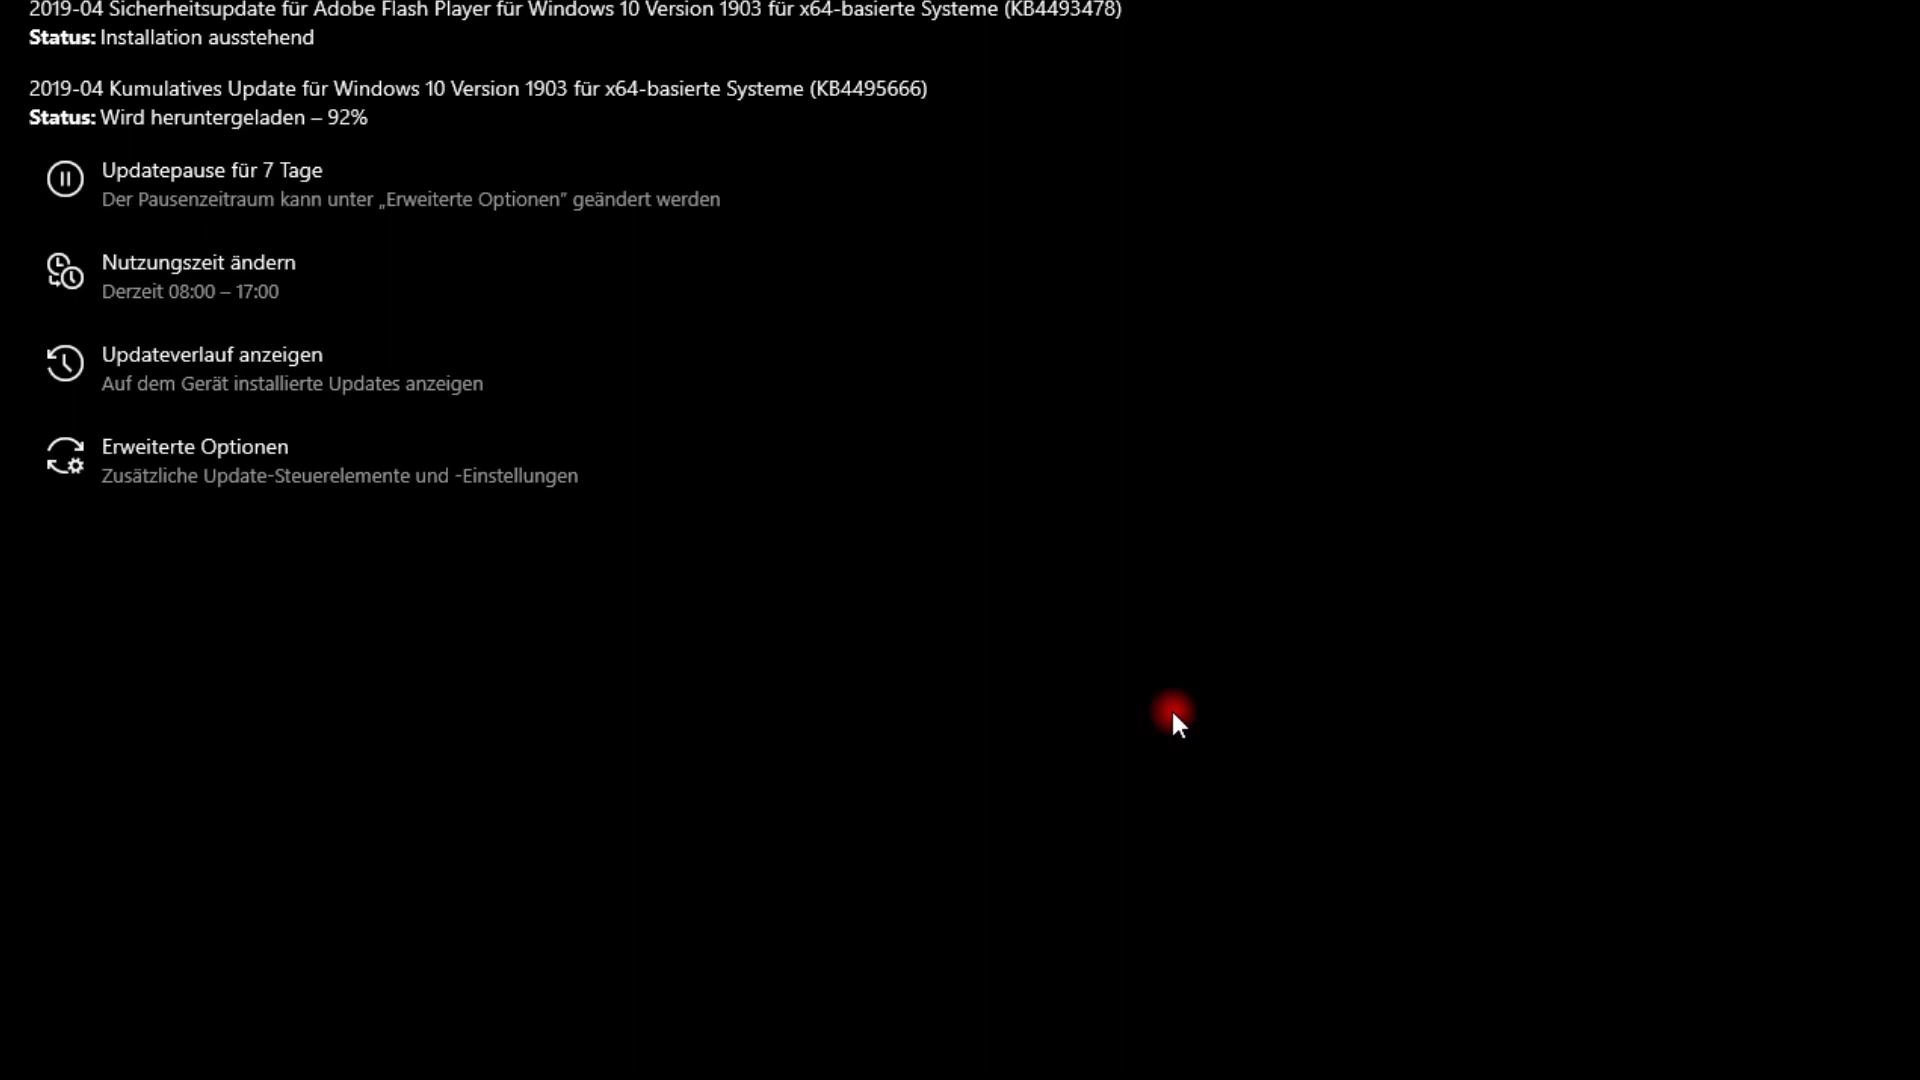 2019-04 Sicherheitsupdate für Adobe Flash Player für Windows 10 Version 1903 für x64-basierte Systeme (KB4493478)
Status: Installation ausstehend
2019-04 Kumulatives Update für Windows 10 Version 1903 für x64-basierte Systeme (KB4495666)
Status: Wird heruntergeladen – 92%
Updatepause für 7 Tage
Der Pausenzeitraum kann unter „Erweiterte Optionen” geändert werden
Nutzungszeit ändern
Derzeit 08:00 – 17:00
Updateverlauf anzeigen
Auf dem Gerät installierte Updates anzeigen
Erweiterte Optionen
Zusätzliche Update-Steuerelemente und -Einstellungen